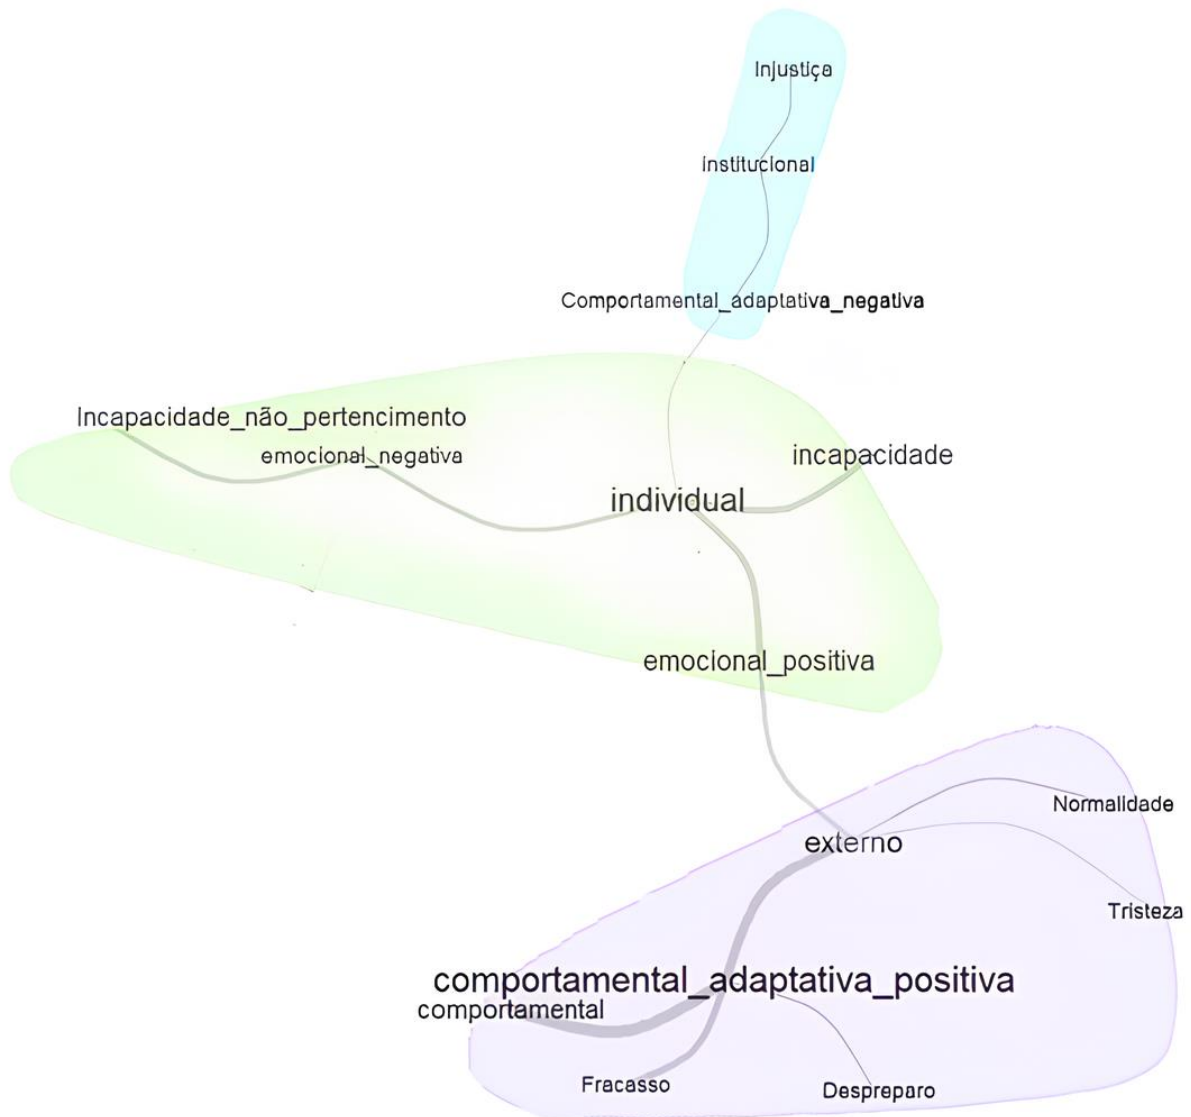 Injustiça
institucional
Comportamental_adaptativa_negativa
Incapacidade_não_pertencimento
emocional_negativa
incapacidade
individual
emocional_positiva
Normalidade
externo
Tristeza
comportamental_adaptativa_positiva
comportamental
Fracasso
Despreparo